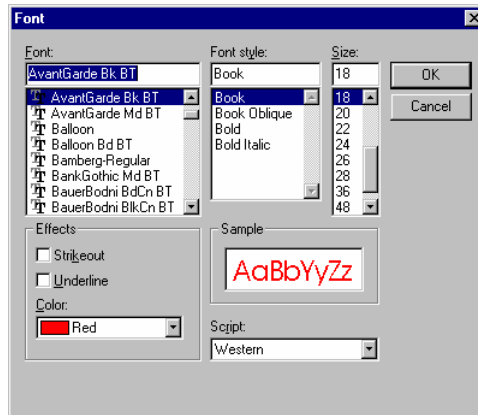 Font
Font:
AvantGarde Bk BT
AvantGarde Bk BT
AvantGarde Md BT
Balloon
Balloon Bd BT
Bamberg-Regular
BankGothic Md BT
BauerBodni BdCn BT
BauerBodni BlkCn BT
Font style:
Book
Book
Book Oblique
Bold
Bold Italic
Size:
18
18
20
22
24
26
28
36
48
OK
Cancel
Effects
Strikeout
Underline
Color:
Red
Sample
AaBbYyZz
Script:
Western